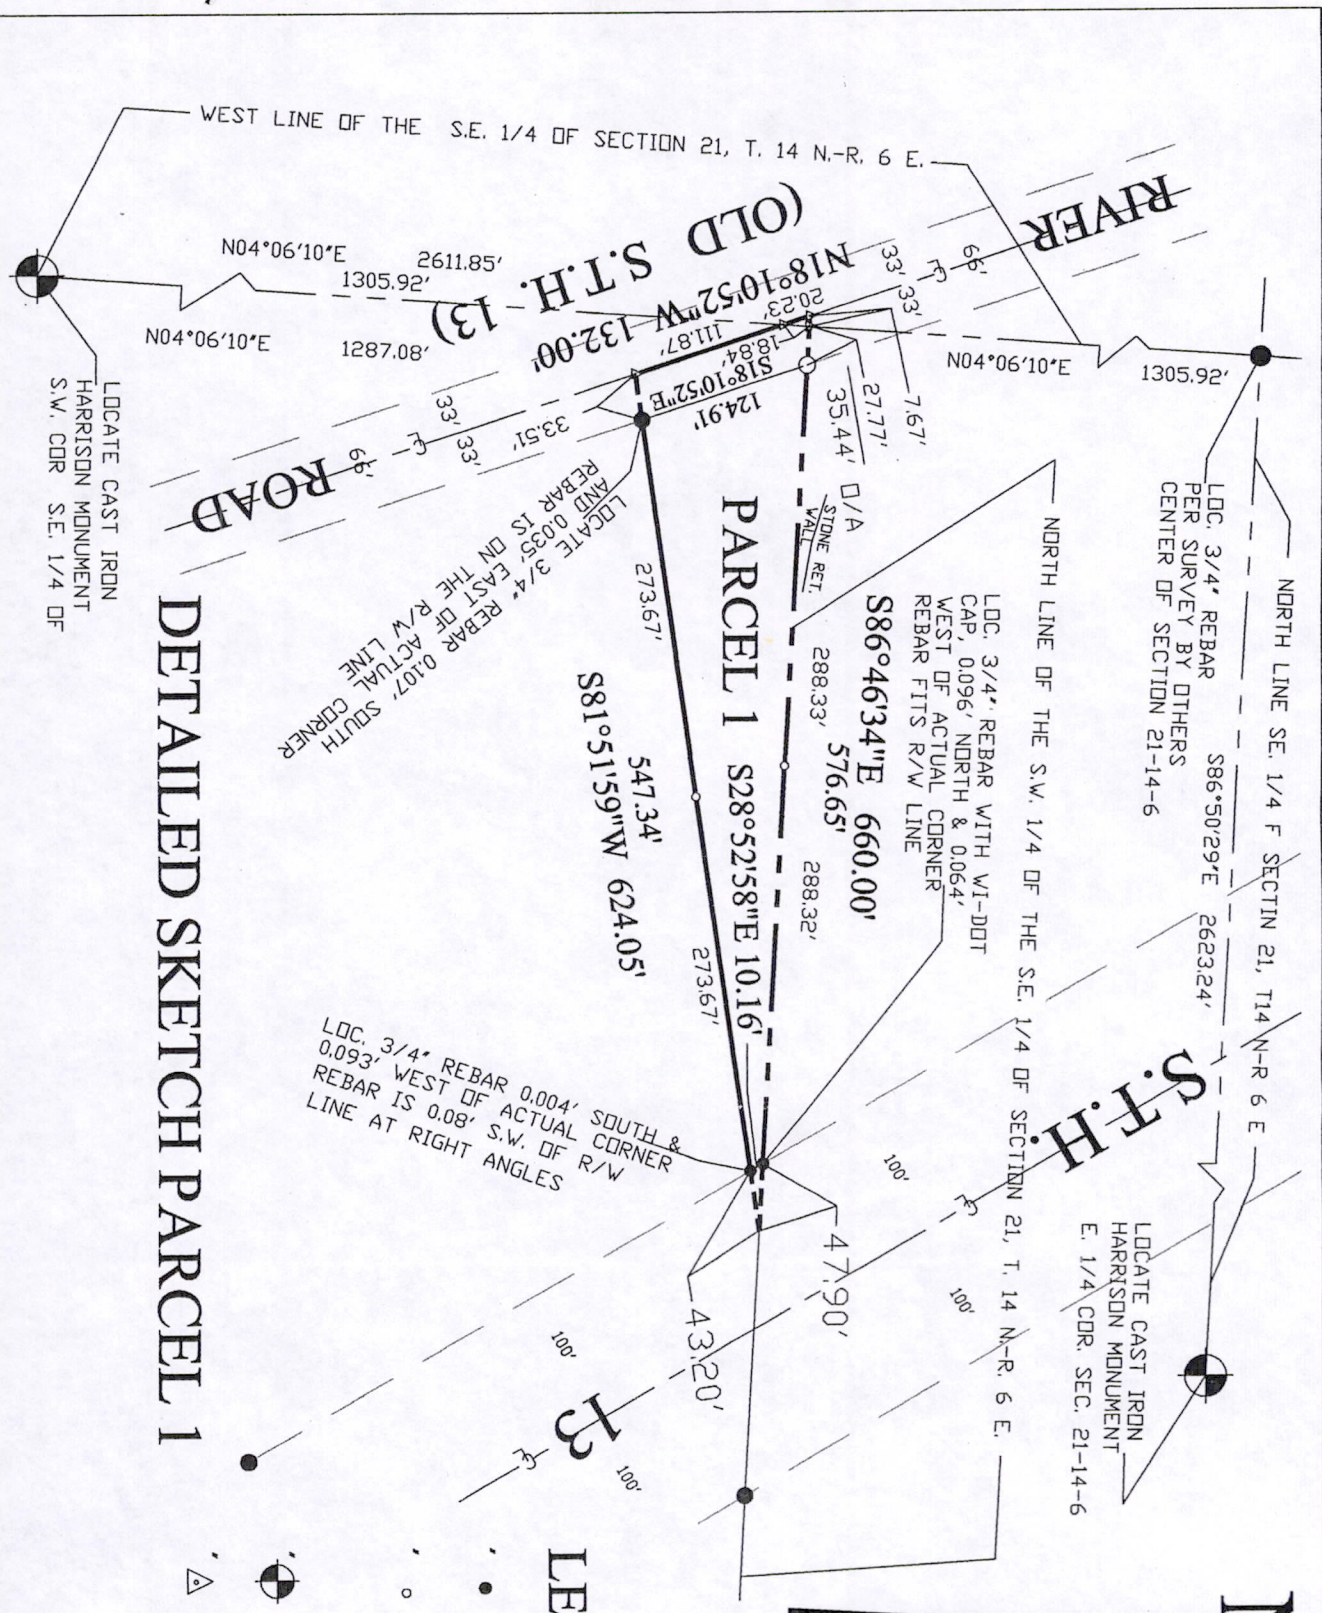 NORTH LINE SE. 1/4 F SECTIN 21, T14 N-R 6 E
LOC. 3/4" REBAR
PER SURVEY BY OTHERS
CENTER OF SECTION 21-14-6
S86°50'29"E 2623.24'
LOCATE CAST IRON
HARRISON MONUMENT
E. 1/4 COR. SEC. 21-14-6
1305.92'
N04°06'10"E
RIVER
66'
33'
33'
7.67'
27.77'
35.44' O/A
20.23'
18.84'
NORTH LINE OF THE S.W. 1/4 OF THE S.E. 1/4 OF SECTION 21, T. 14 N.-R. 6 E.
LOC. 3/4" REBAR WITH WI-DOT
CAP, 0.096' NORTH & 0.064'
WEST OF ACTUAL CORNER
REBAR FITS R/W LINE
S.T.H.
100'
100'
S86°46'34"E 660.00'
576.65'
288.33'
288.32'
STONE RET.
WALL
47.90'
PARCEL 1
S28°52'58"E 10.16'
N18°10'52"W 132.00'
111.87'
S18°10'52"E
124.91'
(OLD S.T.H. 13)
WEST LINE OF THE S.E. 1/4 OF SECTION 21, T. 14 N.-R. 6 E.
N04°06'10"E
2611.85'
1305.92'
N04°06'10"E
1287.08'
33.51'
33'
33'
66'
ROAD
273.67'
273.67'
547.34'
S81°51'59"W 624.05'
43.20'
13
100'
100'
LOCATE 3/4" REBAR 0.107' SOUTH
AND 0.035' EAST OF ACTUAL CORNER
REBAR IS ON THE R/W LINE
LOC. 3/4" REBAR 0.004' SOUTH &
0.093' WEST OF ACTUAL CORNER
REBAR IS 0.08' S.W. OF R/W
LINE AT RIGHT ANGLES
LOCATE CAST IRON
HARRISON MONUMENT
S.W. COR S.E. 1/4 OF
DETAILED SKETCH PARCEL 1
LE